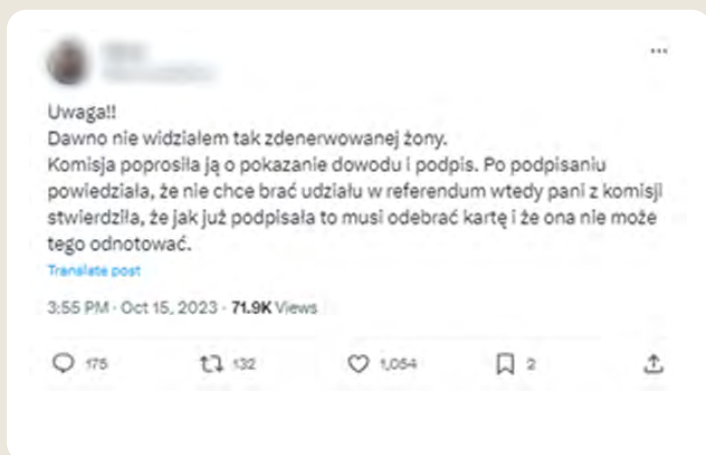 Uwaga!!
Dawno nie widziałem tak zdenerwowanej żony.
Komisja poprosiła ją o pokazanie dowodu i podpis. Po podpisaniu
powiedziała, że nie chce brać udziału w referendum wtedy pani z komisji
stwierdziła, że jak już podpisała to musi odebrać kartę i że ona nie może
tego odnotować.
Translate post
3:55 PM · Oct 15, 2023 · 71.9K Views
175 132 1,054 2